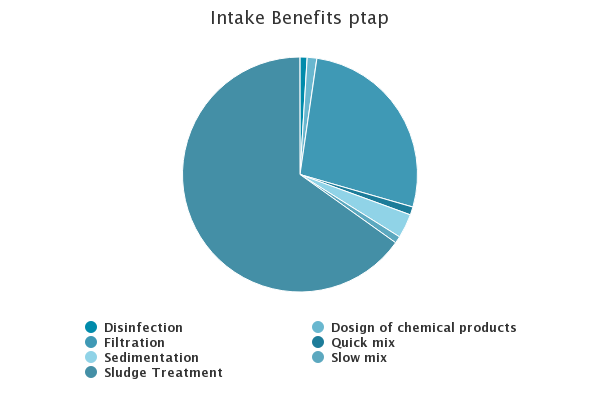 Intake Benefits ptap
Disinfection
Dosign of chemical products
Filtration
Quick mix
Sedimentation
Slow mix
Sludge Treatment